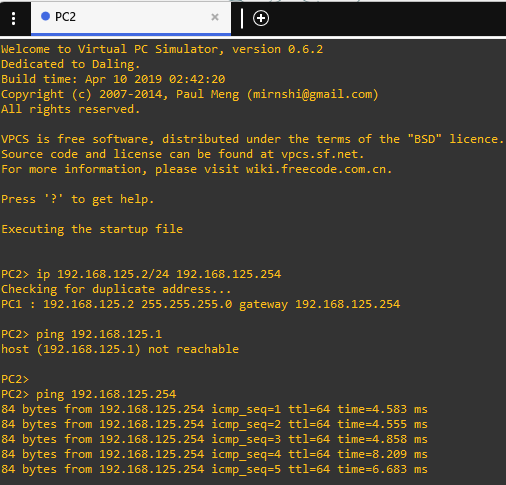 PC2
Welcome to Virtual PC Simulator, version 0.6.2
Dedicated to Daling.
Build time: Apr 10 2019 02:42:20
Copyright (c) 2007-2014, Paul Meng (mirnshi@gmail.com)
All rights reserved.
VPCS is free software, distributed under the terms of the "BSD" licence.
Source code and license can be found at vpcs.sf.net.
For more information, please visit wiki.freecode.com.cn.
Press '?' to get help.
Executing the startup file
PC2> ip 192.168.125.2/24 192.168.125.254
Checking for duplicate address...
PC1 : 192.168.125.2 255.255.255.0 gateway 192.168.125.254
PC2> ping 192.168.125.1
host (192.168.125.1) not reachable
PC2>
PC2> ping 192.168.125.254
84 bytes from 192.168.125.254 icmp_seq=1 ttl=64 time=4.583 ms
84 bytes from 192.168.125.254 icmp_seq=2 ttl=64 time=4.555 ms
84 bytes from 192.168.125.254 icmp_seq=3 ttl=64 time=4.858 ms
84 bytes from 192.168.125.254 icmp_seq=4 ttl=64 time=8.209 ms
84 bytes from 192.168.125.254 icmp_seq=5 ttl=64 time=6.683 ms